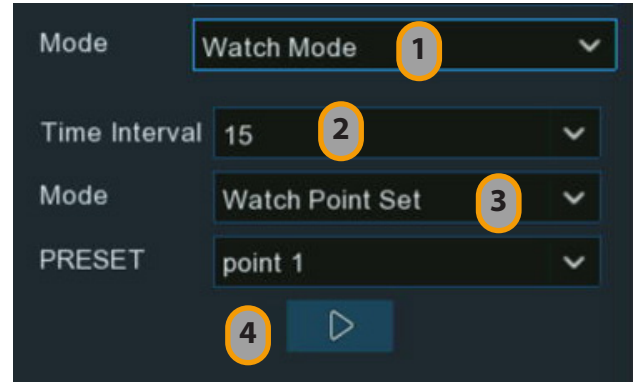 Mode Watch Mode 1
Time Interval 15 2
Mode Watch Point Set 3
PRESET point 1
4